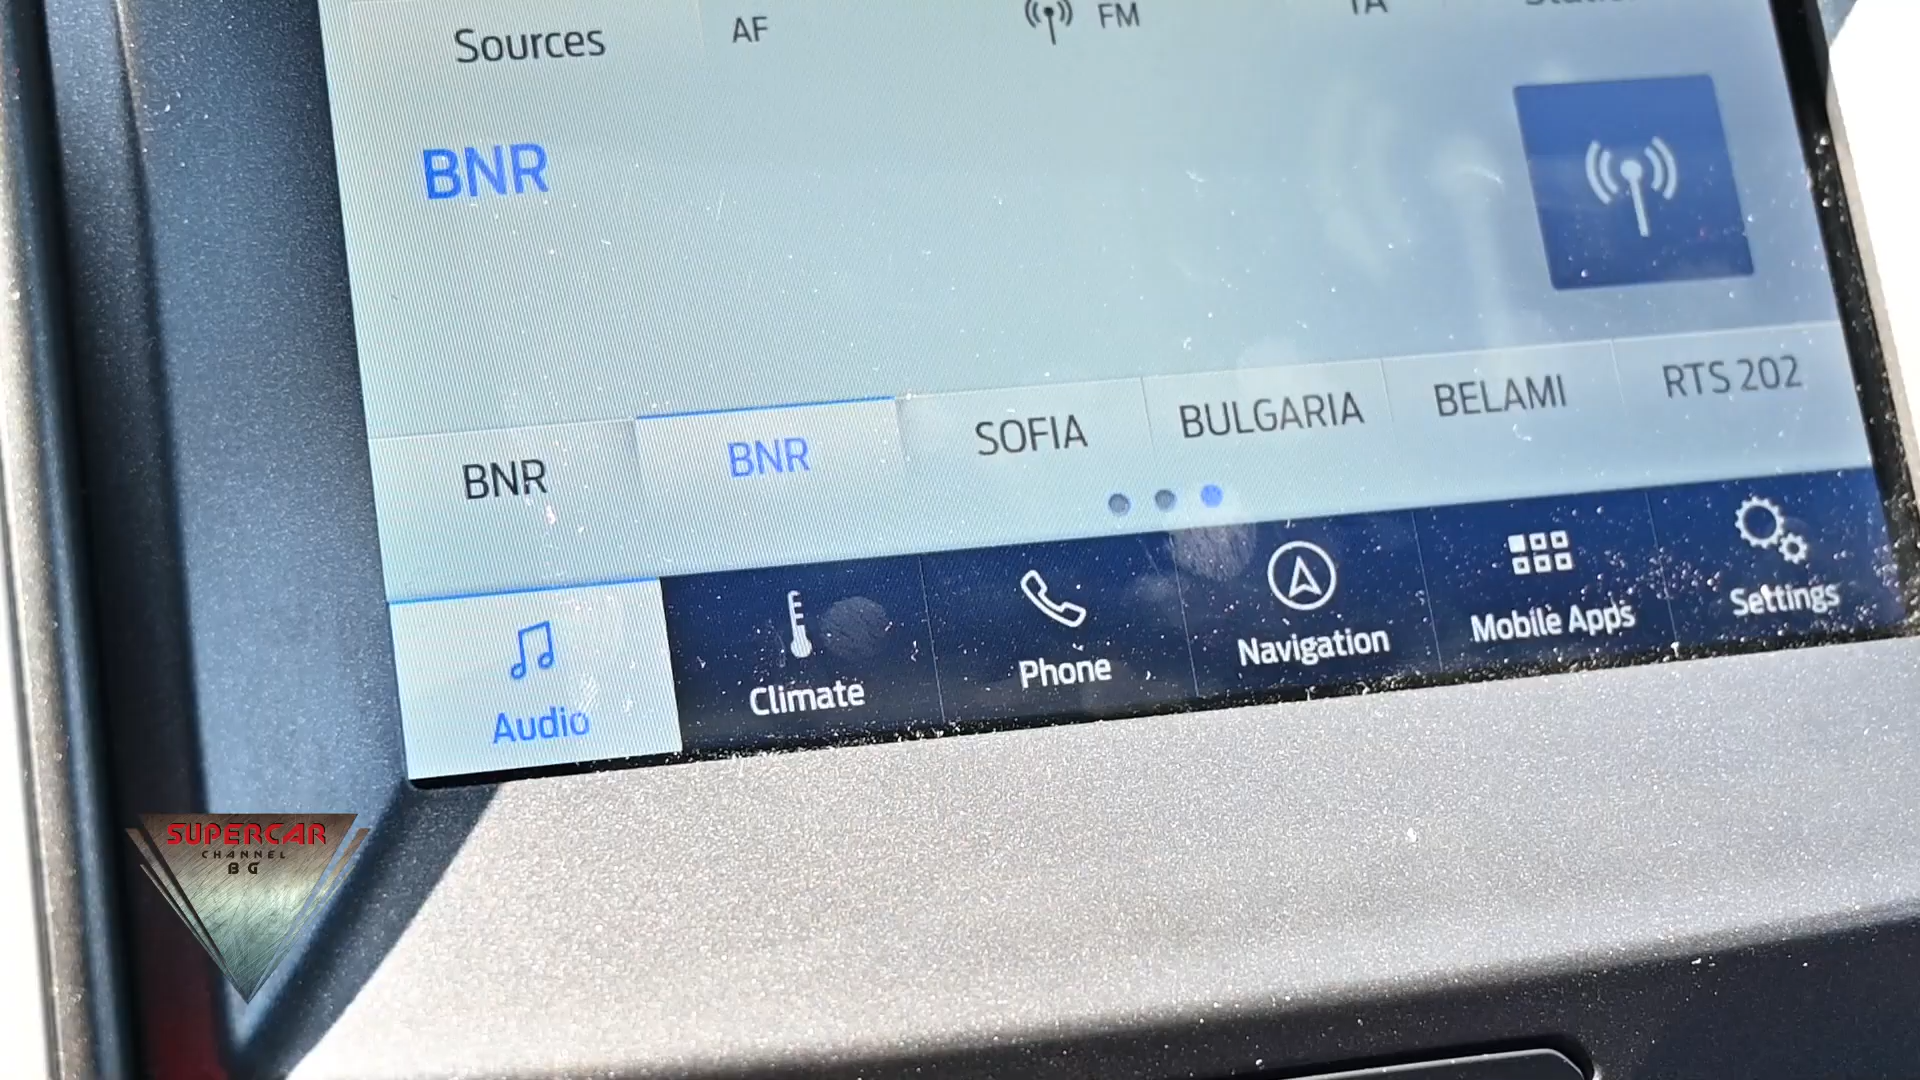 Sources AF FM TA
BNR
BNR BNR SOFIA BULGARIA BELAMI RTS 202
Audio Climate Phone Navigation Mobile Apps Settings
SUPERCAR
CHANNEL
BG